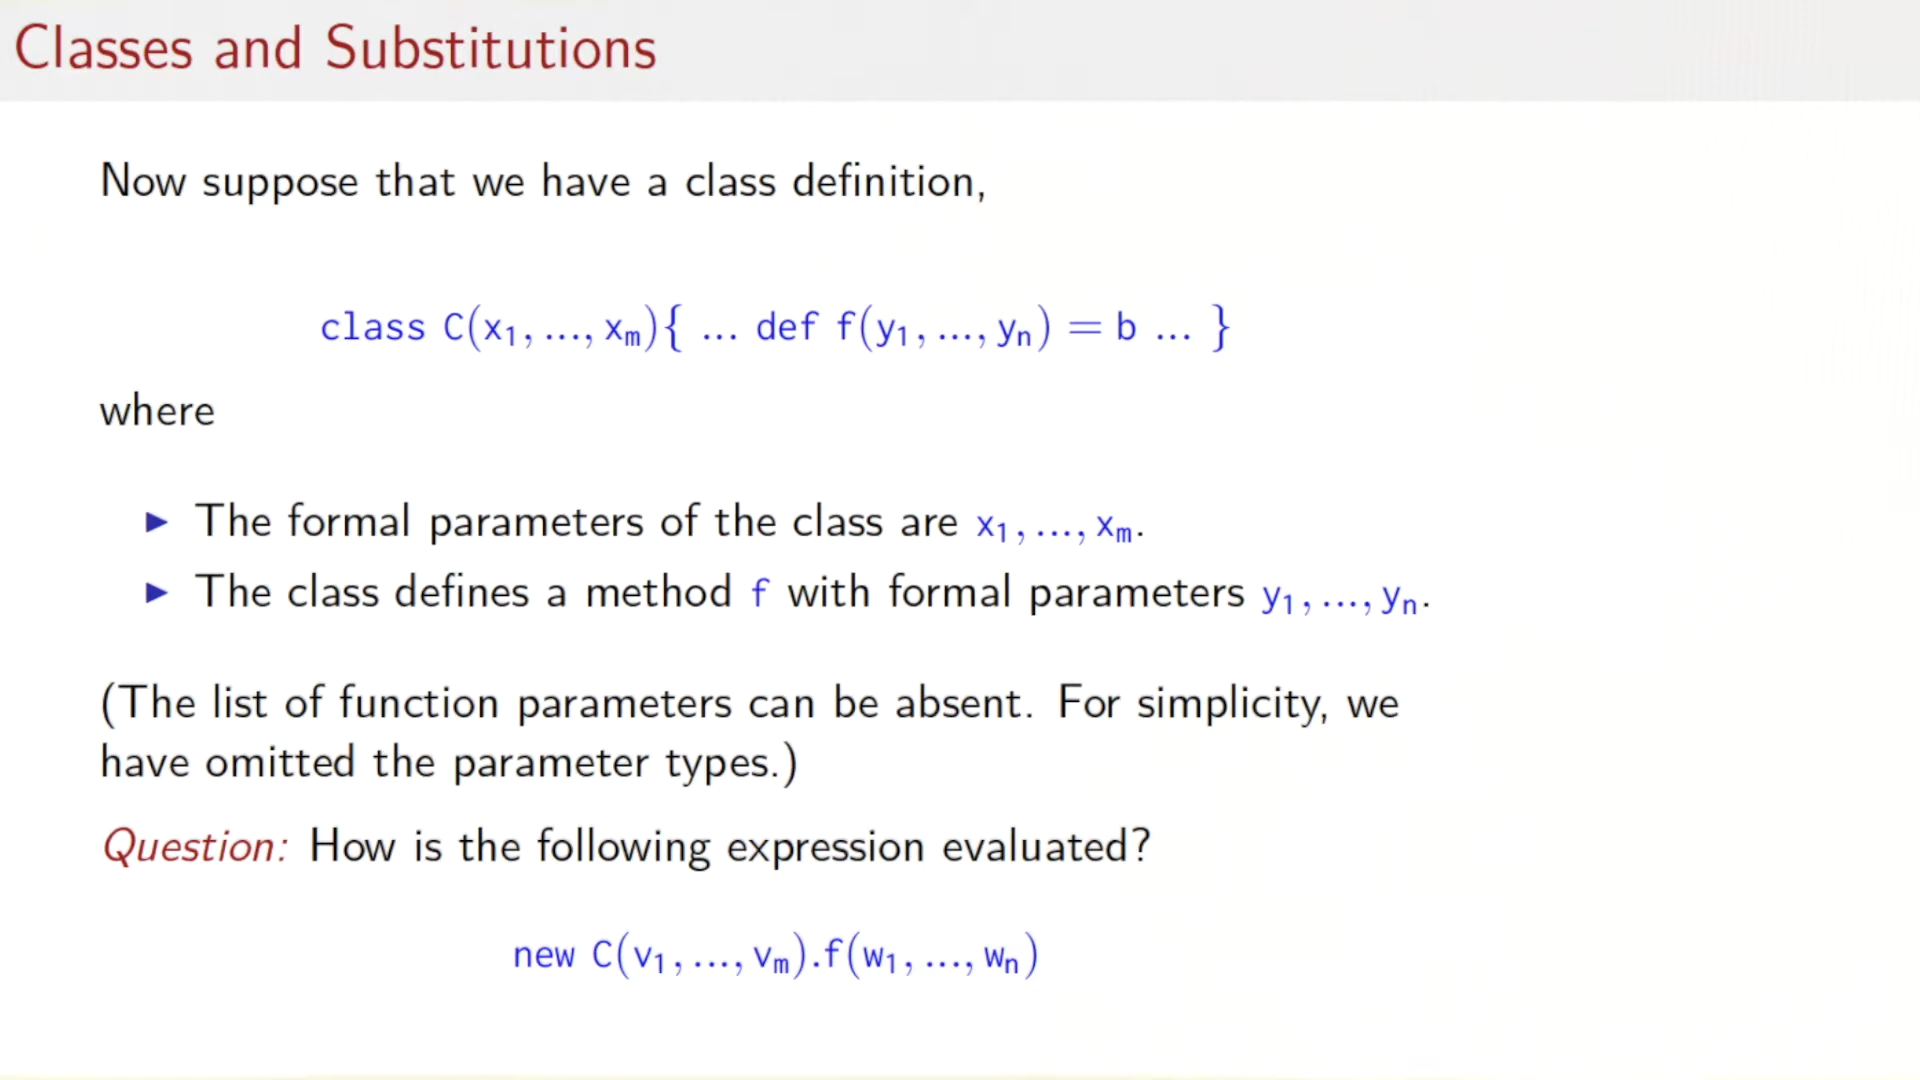 Classes and Substitutions
Now suppose that we have a class definition,
class C(x₁, ..., xₘ){ ... def f(y₁, ..., yₙ) = b ... }
where
▶ The formal parameters of the class are x₁, ..., xₘ.
▶ The class defines a method f with formal parameters y₁, ..., yₙ.
(The list of function parameters can be absent. For simplicity, we
have omitted the parameter types.)
Question: How is the following expression evaluated?
new C(v₁, ..., vₘ).f(w₁, ..., wₙ)